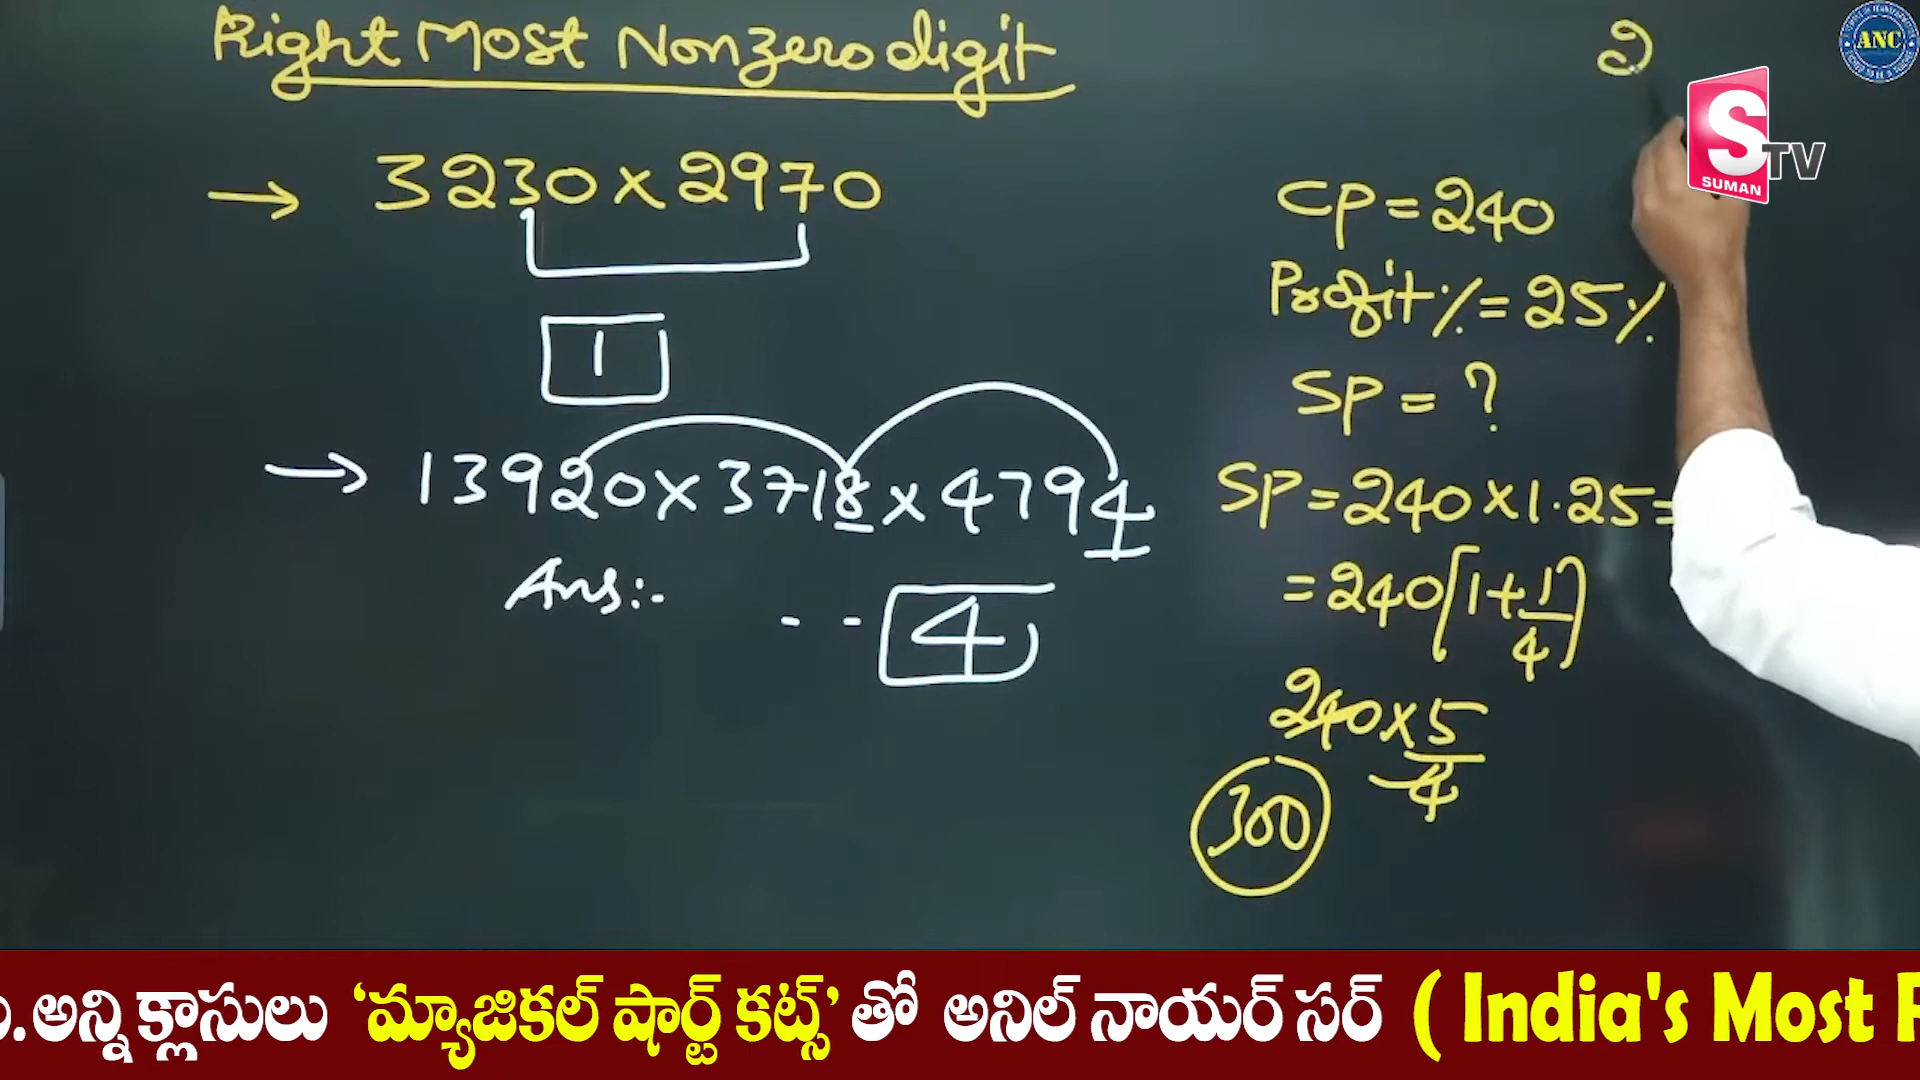 Right Most Nonzero digit
→ 3230 × 2970
1
→ 13920 × 3718 × 4794
Ans:-
-- 4
CP = 240
Profit % = 25%
SP = ?
SP = 240 × 1.25 =
= 240(1+1/4)
240 × 5/4
300
ANC
S TV
SUMAN
.అన్ని క్లాసులు ‘మ్యాజికల్ షార్ట్ కట్స్’ తో అనిల్ నాయర్ సర్ ( India's Most